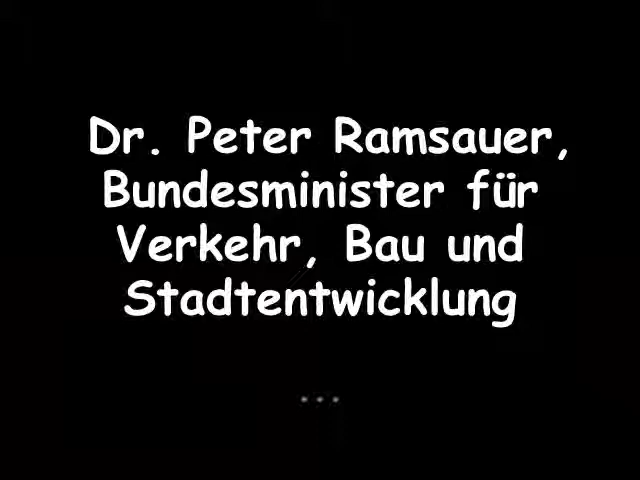 Dr. Peter Ramsauer,
Bundesminister für
Verkehr, Bau und
Stadtentwicklung
...